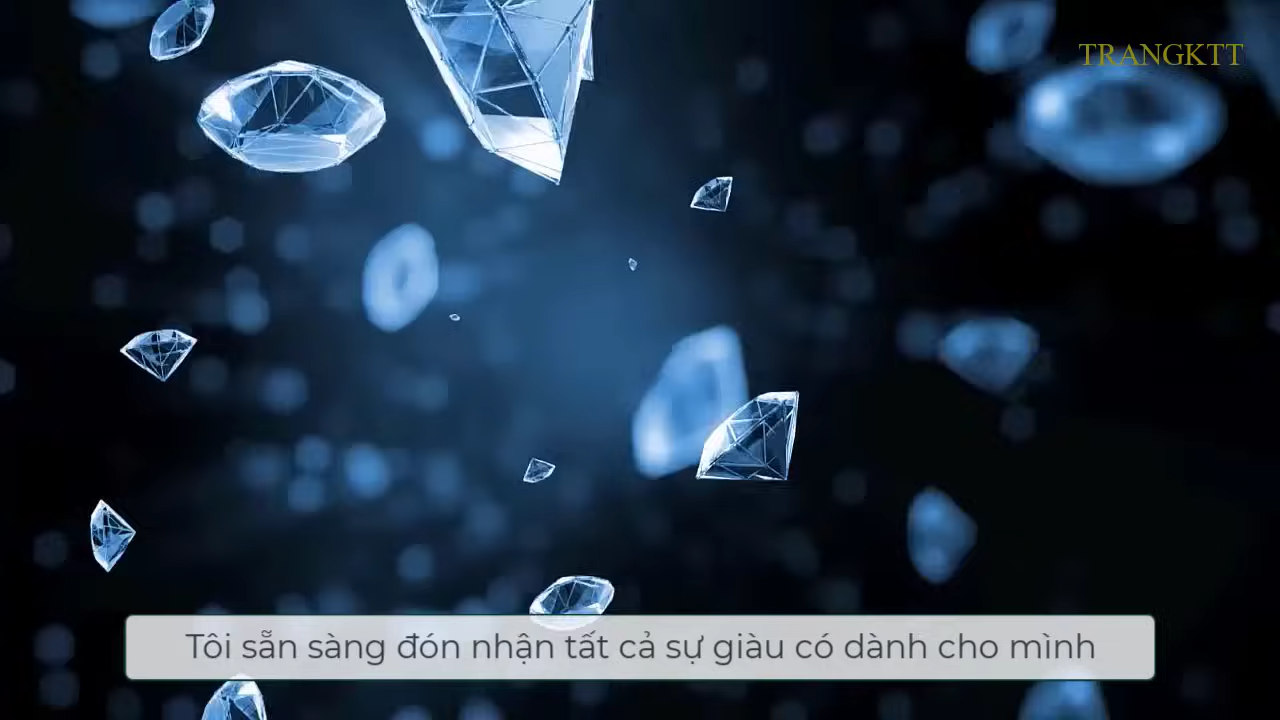 TRANGKTT
Tôi sẵn sàng đón nhận tất cả sự giàu có dành cho mình